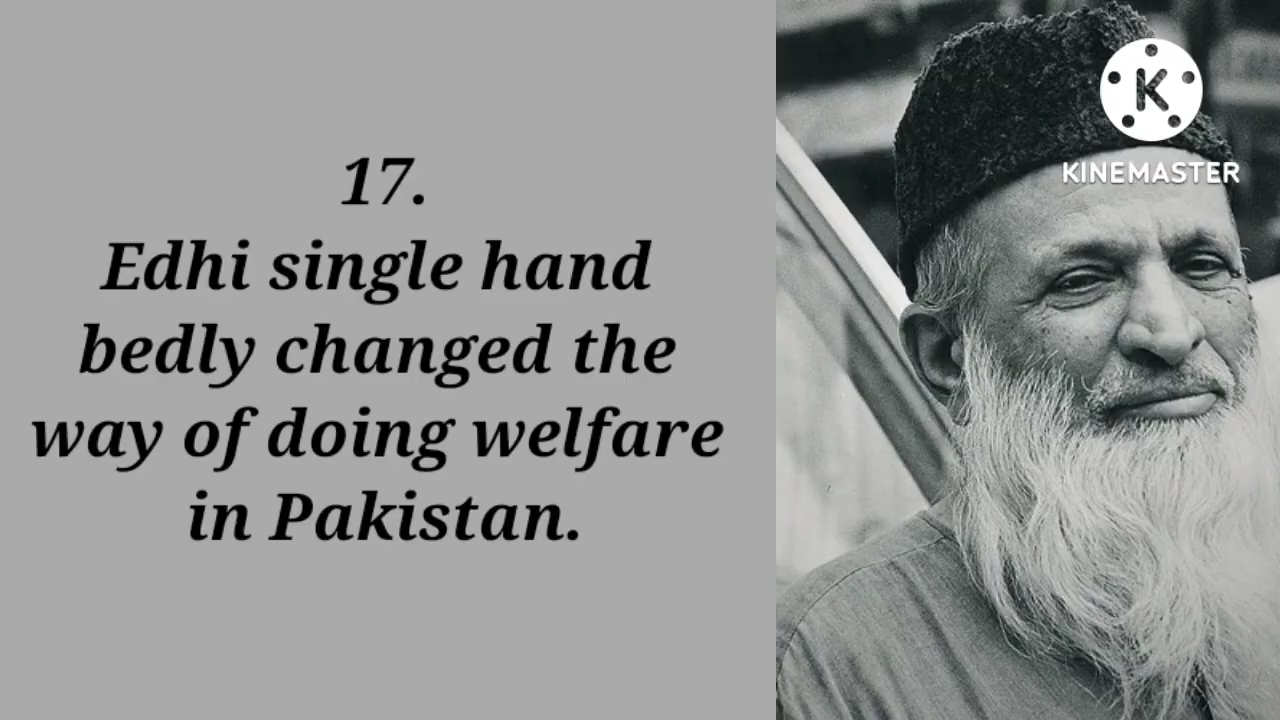 17.
Edhi single hand
bedly changed the
way of doing welfare
in Pakistan.
K
KINEMASTER